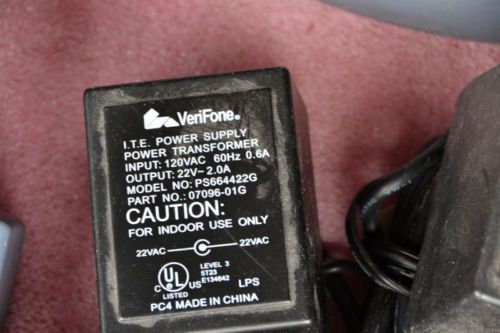 VeriFone®
I.T.E. POWER SUPPLY
POWER TRANSFORMER
INPUT: 120VAC 60Hz 0.6A
OUTPUT: 22V~ 2.0A
MODEL NO: PS664422G
PART NO.: 07096-01G
CAUTION:
FOR INDOOR USE ONLY
22VAC 22VAC
LEVEL 3
5T23
C UL US E134642
LISTED LPS
PC4 MADE IN CHINA